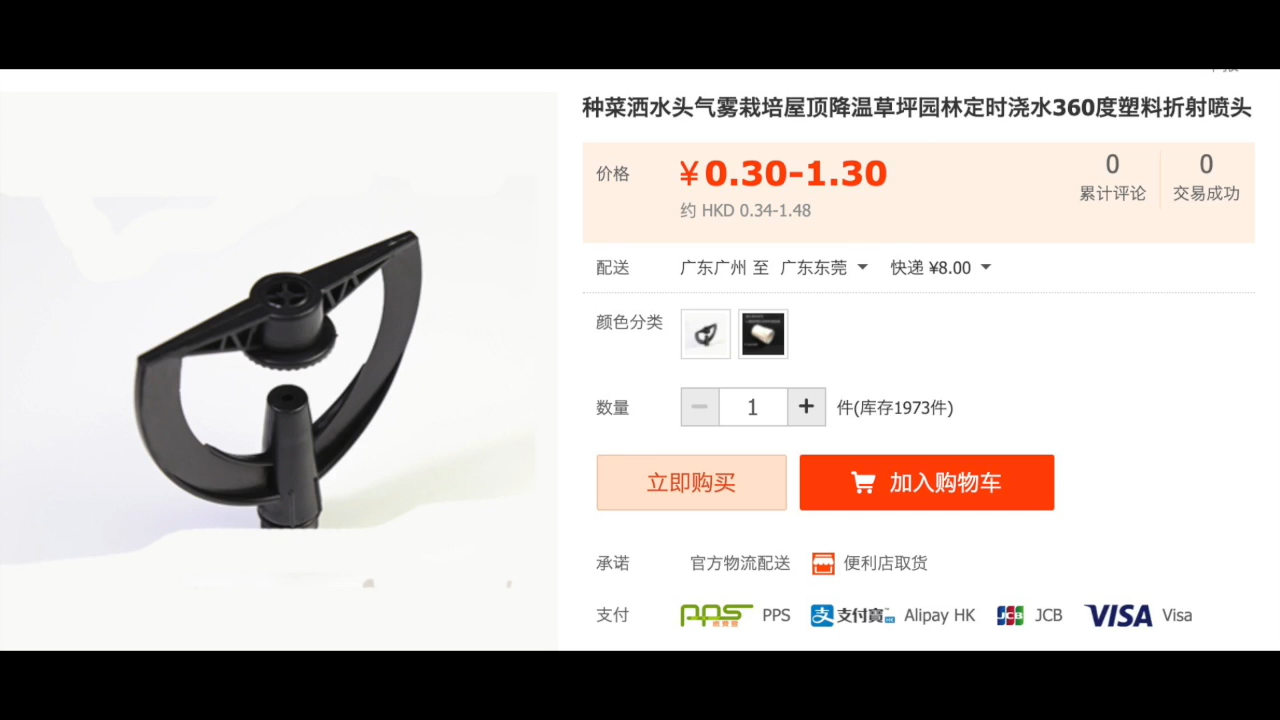 种菜洒水头气雾栽培屋顶降温草坪园林定时浇水360度塑料折射喷头
价格 ¥0.30-1.30
约 HKD 0.34-1.48
0 累计评论
0 交易成功
配送 广东广州 至 广东东莞 快递 ¥8.00
颜色分类
数量 1 件(库存1973件)
立即购买 加入购物车
承诺 官方物流配送 便利店取货
支付 PPS PPS 支付寶 HK Alipay HK JCB JCB VISA Visa